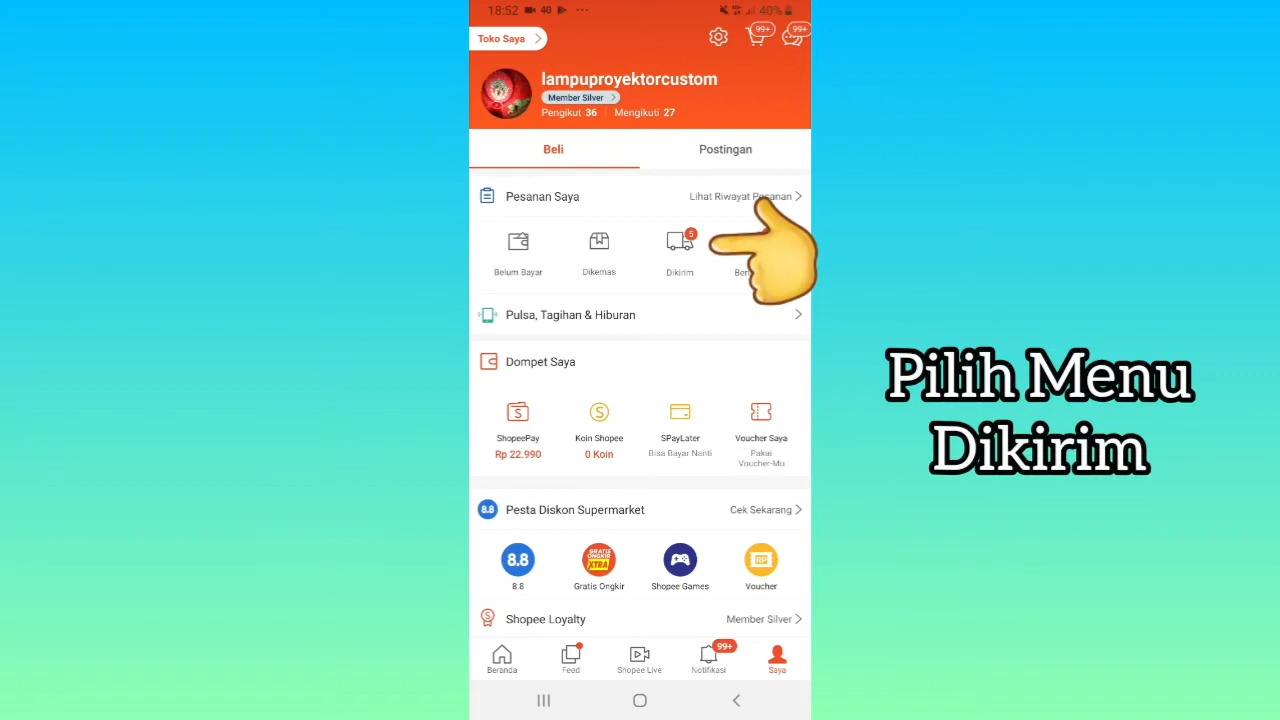 18:52 40 40%
Toko Saya
99+ 99+
lampuproyektorcustom
Member Silver
Pengikut 36 Mengikuti 27
Beli Postingan
Pesanan Saya Lihat Riwayat Pesanan
5
Belum Bayar Dikemas Dikirim Ber
Pulsa, Tagihan & Hiburan
Dompet Saya
ShopeePay Koin Shopee SPayLater Voucher Saya
Rp 22.990 0 Koin Bisa Bayar Nanti Pakai
Voucher-Mu
8.8 Pesta Diskon Supermarket Cek Sekarang
8.8 GRATIS ONGKIR XTRA RP
8.8 Gratis Ongkir Shopee Games Voucher
Shopee Loyalty Member Silver
99+
Beranda Feed Shopee Live Notifikasi Saya
Pilih Menu
Dikirim